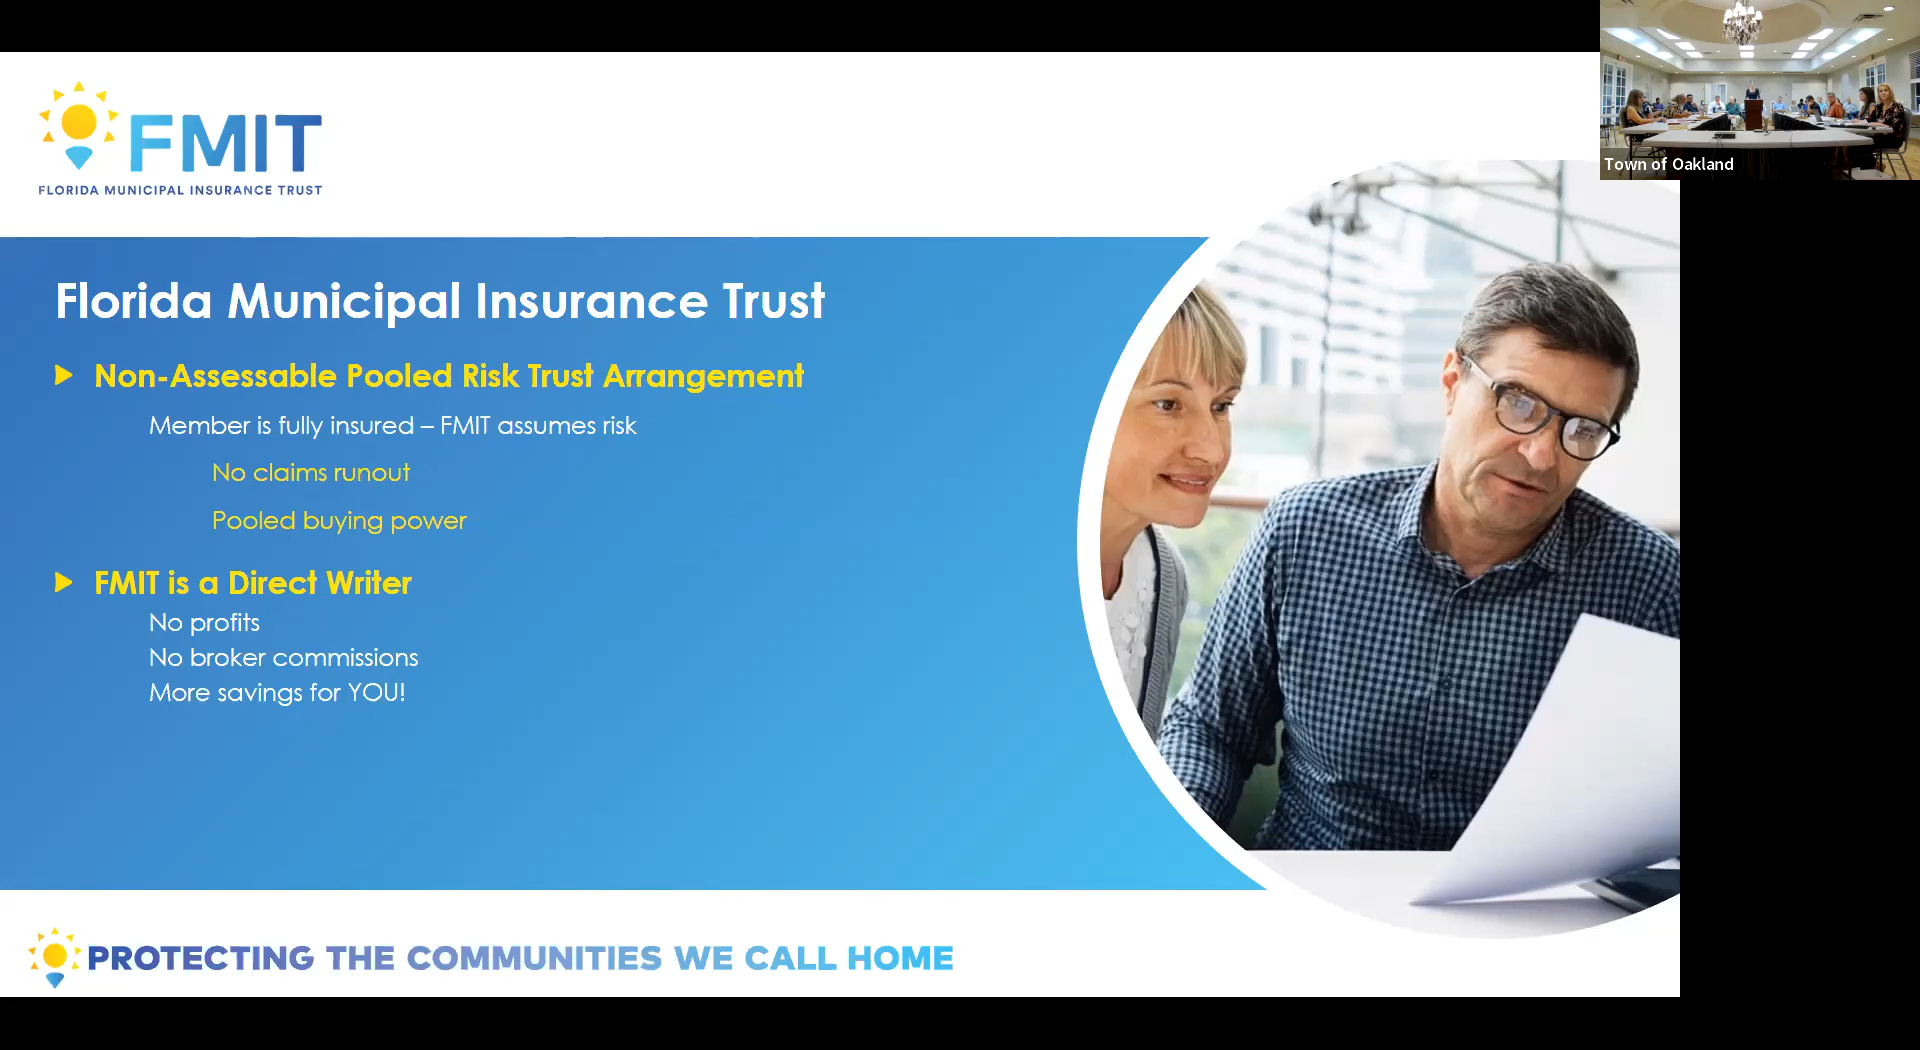 FMIT
FLORIDA MUNICIPAL INSURANCE TRUST
Town of Oakland
Florida Municipal Insurance Trust
Non-Assessable Pooled Risk Trust Arrangement
Member is fully insured – FMIT assumes risk
No claims runout
Pooled buying power
FMIT is a Direct Writer
No profits
No broker commissions
More savings for YOU!
PROTECTING THE COMMUNITIES WE CALL HOME